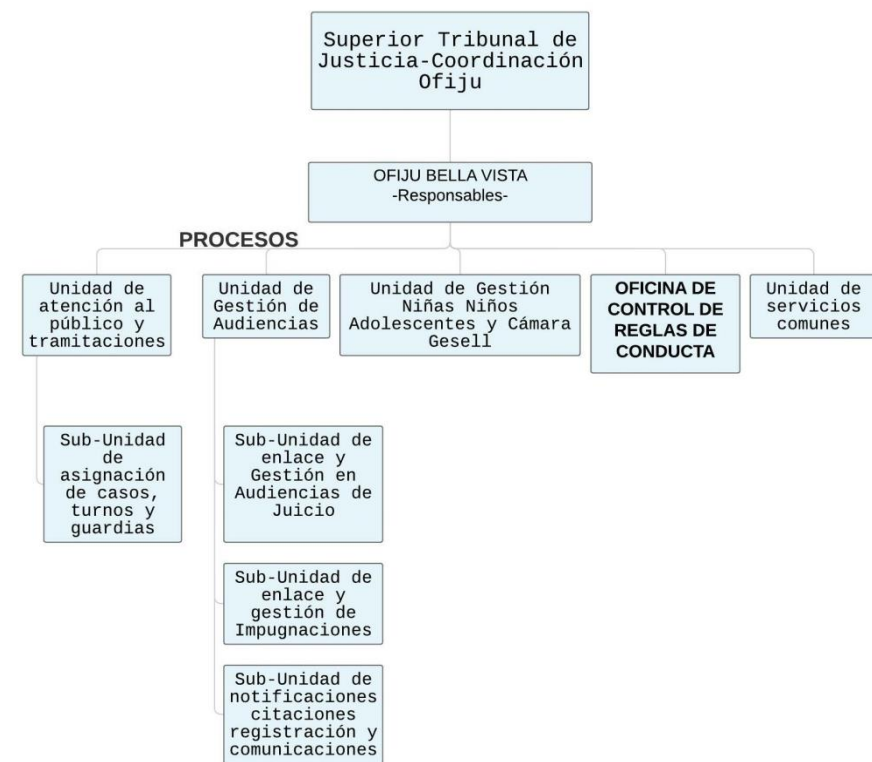 Superior Tribunal de
Justicia-Coordinación
Ofiju
OFIJU BELLA VISTA
-Responsables-
PROCESOS
Unidad de
atención al
público y
tramitaciones
Unidad de
Gestión de
Audiencias
Unidad de Gestión
Niñas Niños
Adolescentes y Cámara
Gesell
OFICINA DE
CONTROL DE
REGLAS DE
CONDUCTA
Unidad de
servicios
comunes
Sub-Unidad
de
asignación
de casos,
turnos y
guardias
Sub-Unidad de
enlace y
Gestión en
Audiencias de
Juicio
Sub-Unidad de
enlace y
gestión de
Impugnaciones
Sub-Unidad de
notificaciones
citaciones
registración y
comunicaciones